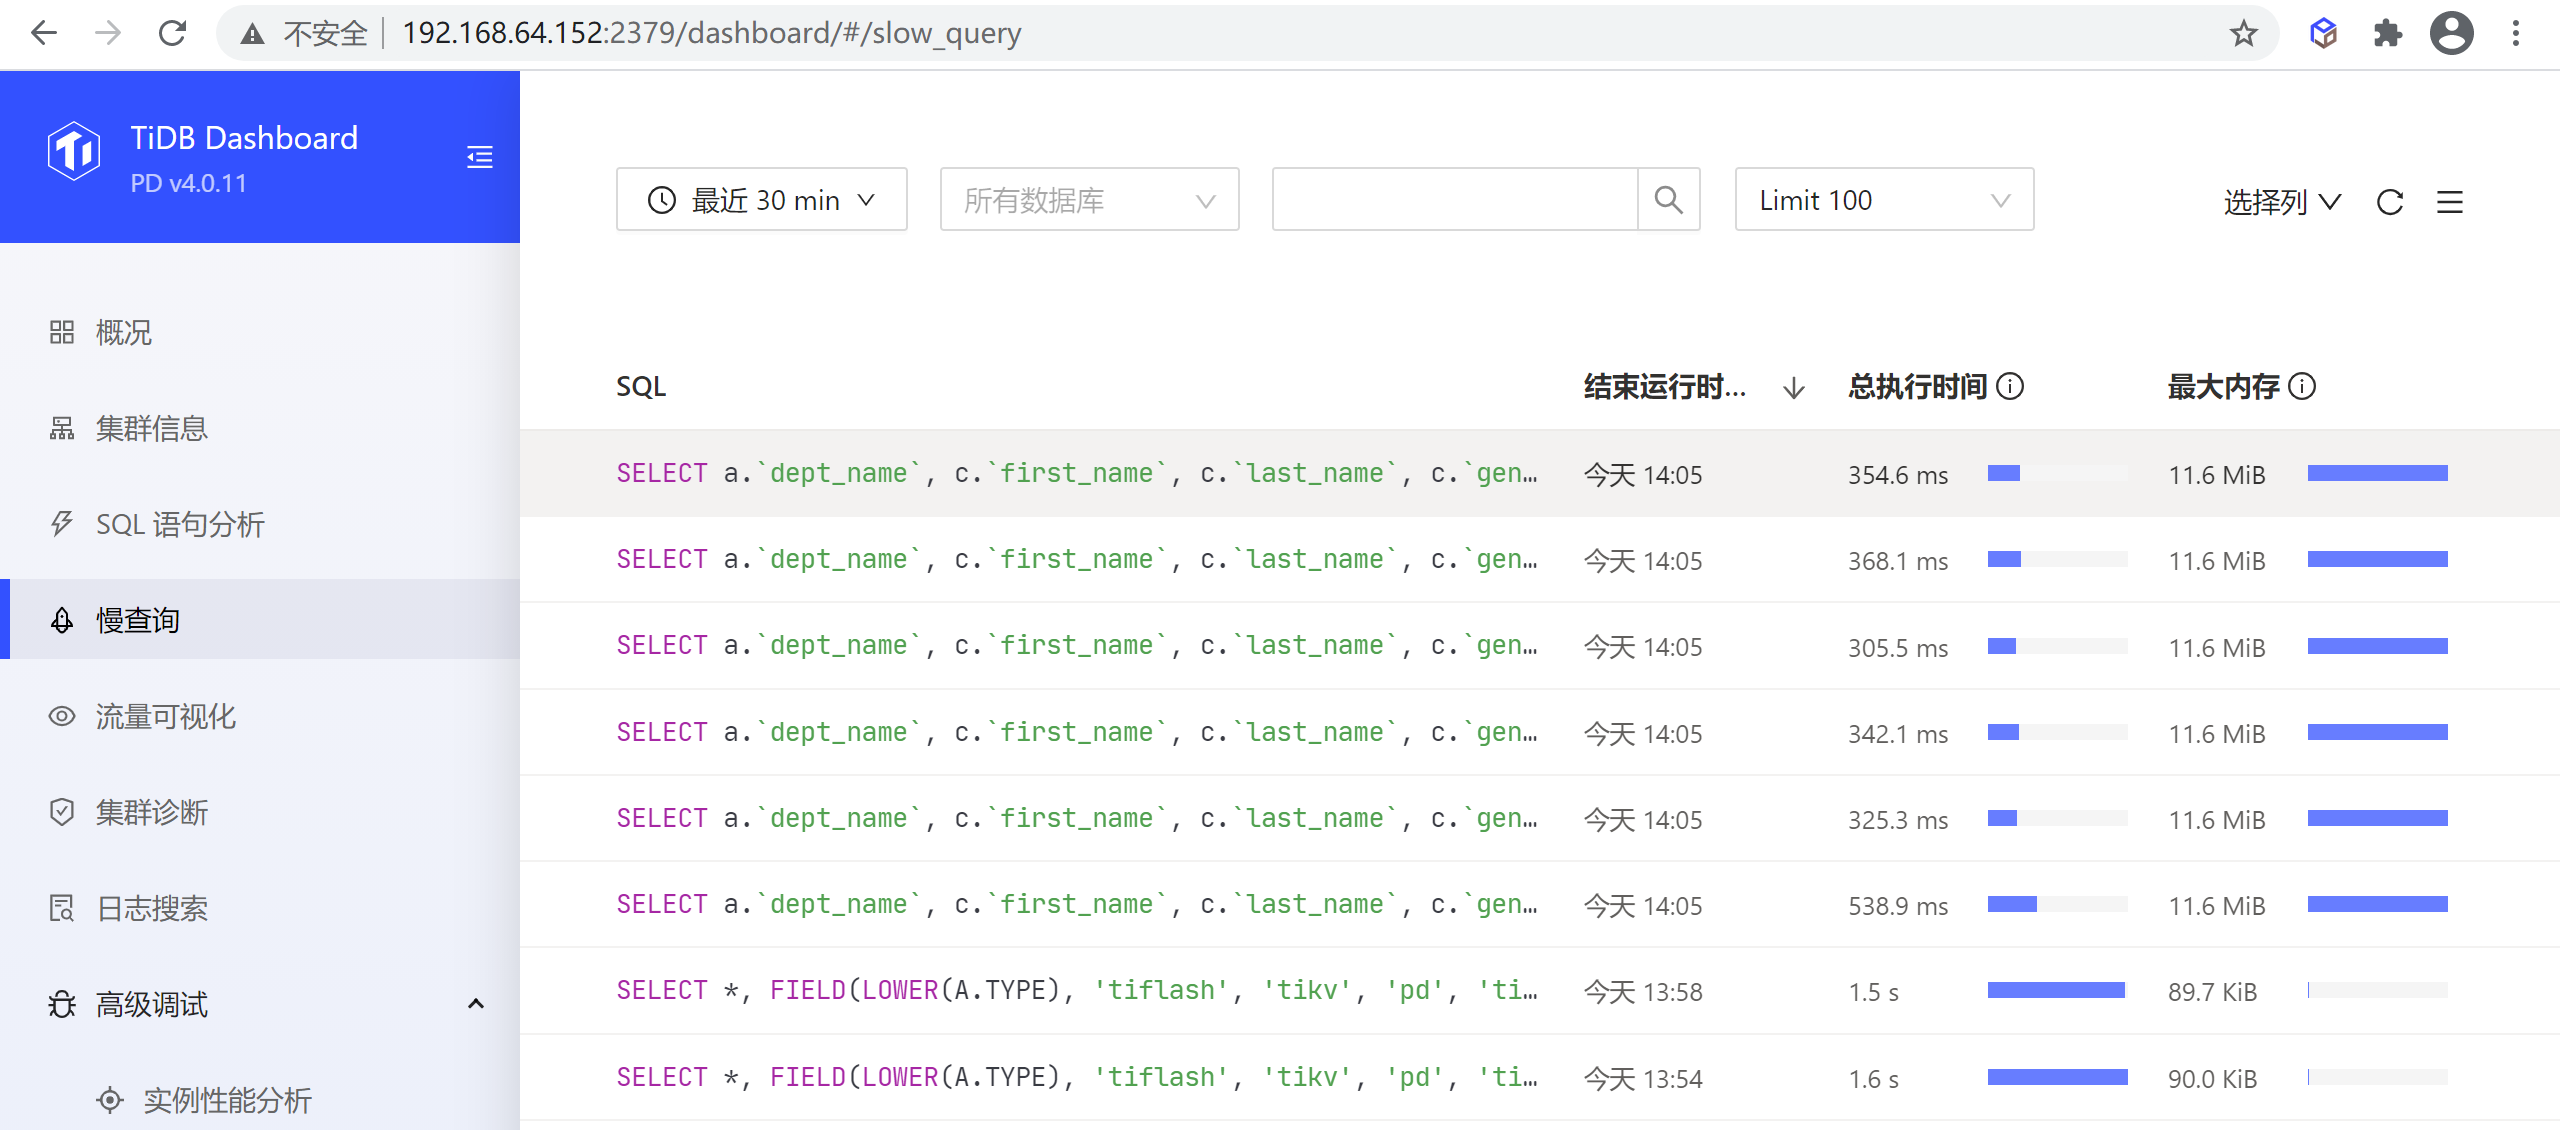 不安全 192.168.64.152:2379/dashboard/#/slow_query
TiDB Dashboard
PD v4.0.11
概况
集群信息
SQL 语句分析
慢查询
流量可视化
集群诊断
日志搜索
高级调试
实例性能分析
最近 30 min
所有数据库
Limit 100
选择列
SQL 结束运行时... 总执行时间 最大内存
SELECT a.`dept_name`, c.`first_name`, c.`last_name`, c.`gen… 今天 14:05 354.6 ms 11.6 MiB
SELECT a.`dept_name`, c.`first_name`, c.`last_name`, c.`gen… 今天 14:05 368.1 ms 11.6 MiB
SELECT a.`dept_name`, c.`first_name`, c.`last_name`, c.`gen… 今天 14:05 305.5 ms 11.6 MiB
SELECT a.`dept_name`, c.`first_name`, c.`last_name`, c.`gen… 今天 14:05 342.1 ms 11.6 MiB
SELECT a.`dept_name`, c.`first_name`, c.`last_name`, c.`gen… 今天 14:05 325.3 ms 11.6 MiB
SELECT a.`dept_name`, c.`first_name`, c.`last_name`, c.`gen… 今天 14:05 538.9 ms 11.6 MiB
SELECT *, FIELD(LOWER(A.TYPE), 'tiflash', 'tikv', 'pd', 'ti… 今天 13:58 1.5 s 89.7 KiB
SELECT *, FIELD(LOWER(A.TYPE), 'tiflash', 'tikv', 'pd', 'ti… 今天 13:54 1.6 s 90.0 KiB